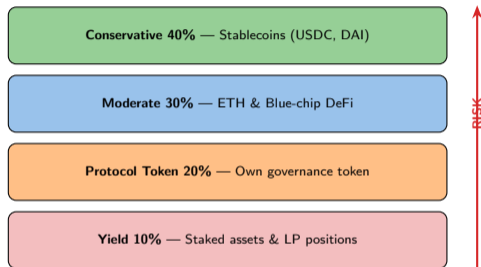 Conservative 40% — Stablecoins (USDC, DAI)
Moderate 30% — ETH & Blue-chip DeFi
Protocol Token 20% — Own governance token
Yield 10% — Staked assets & LP positions
RISK